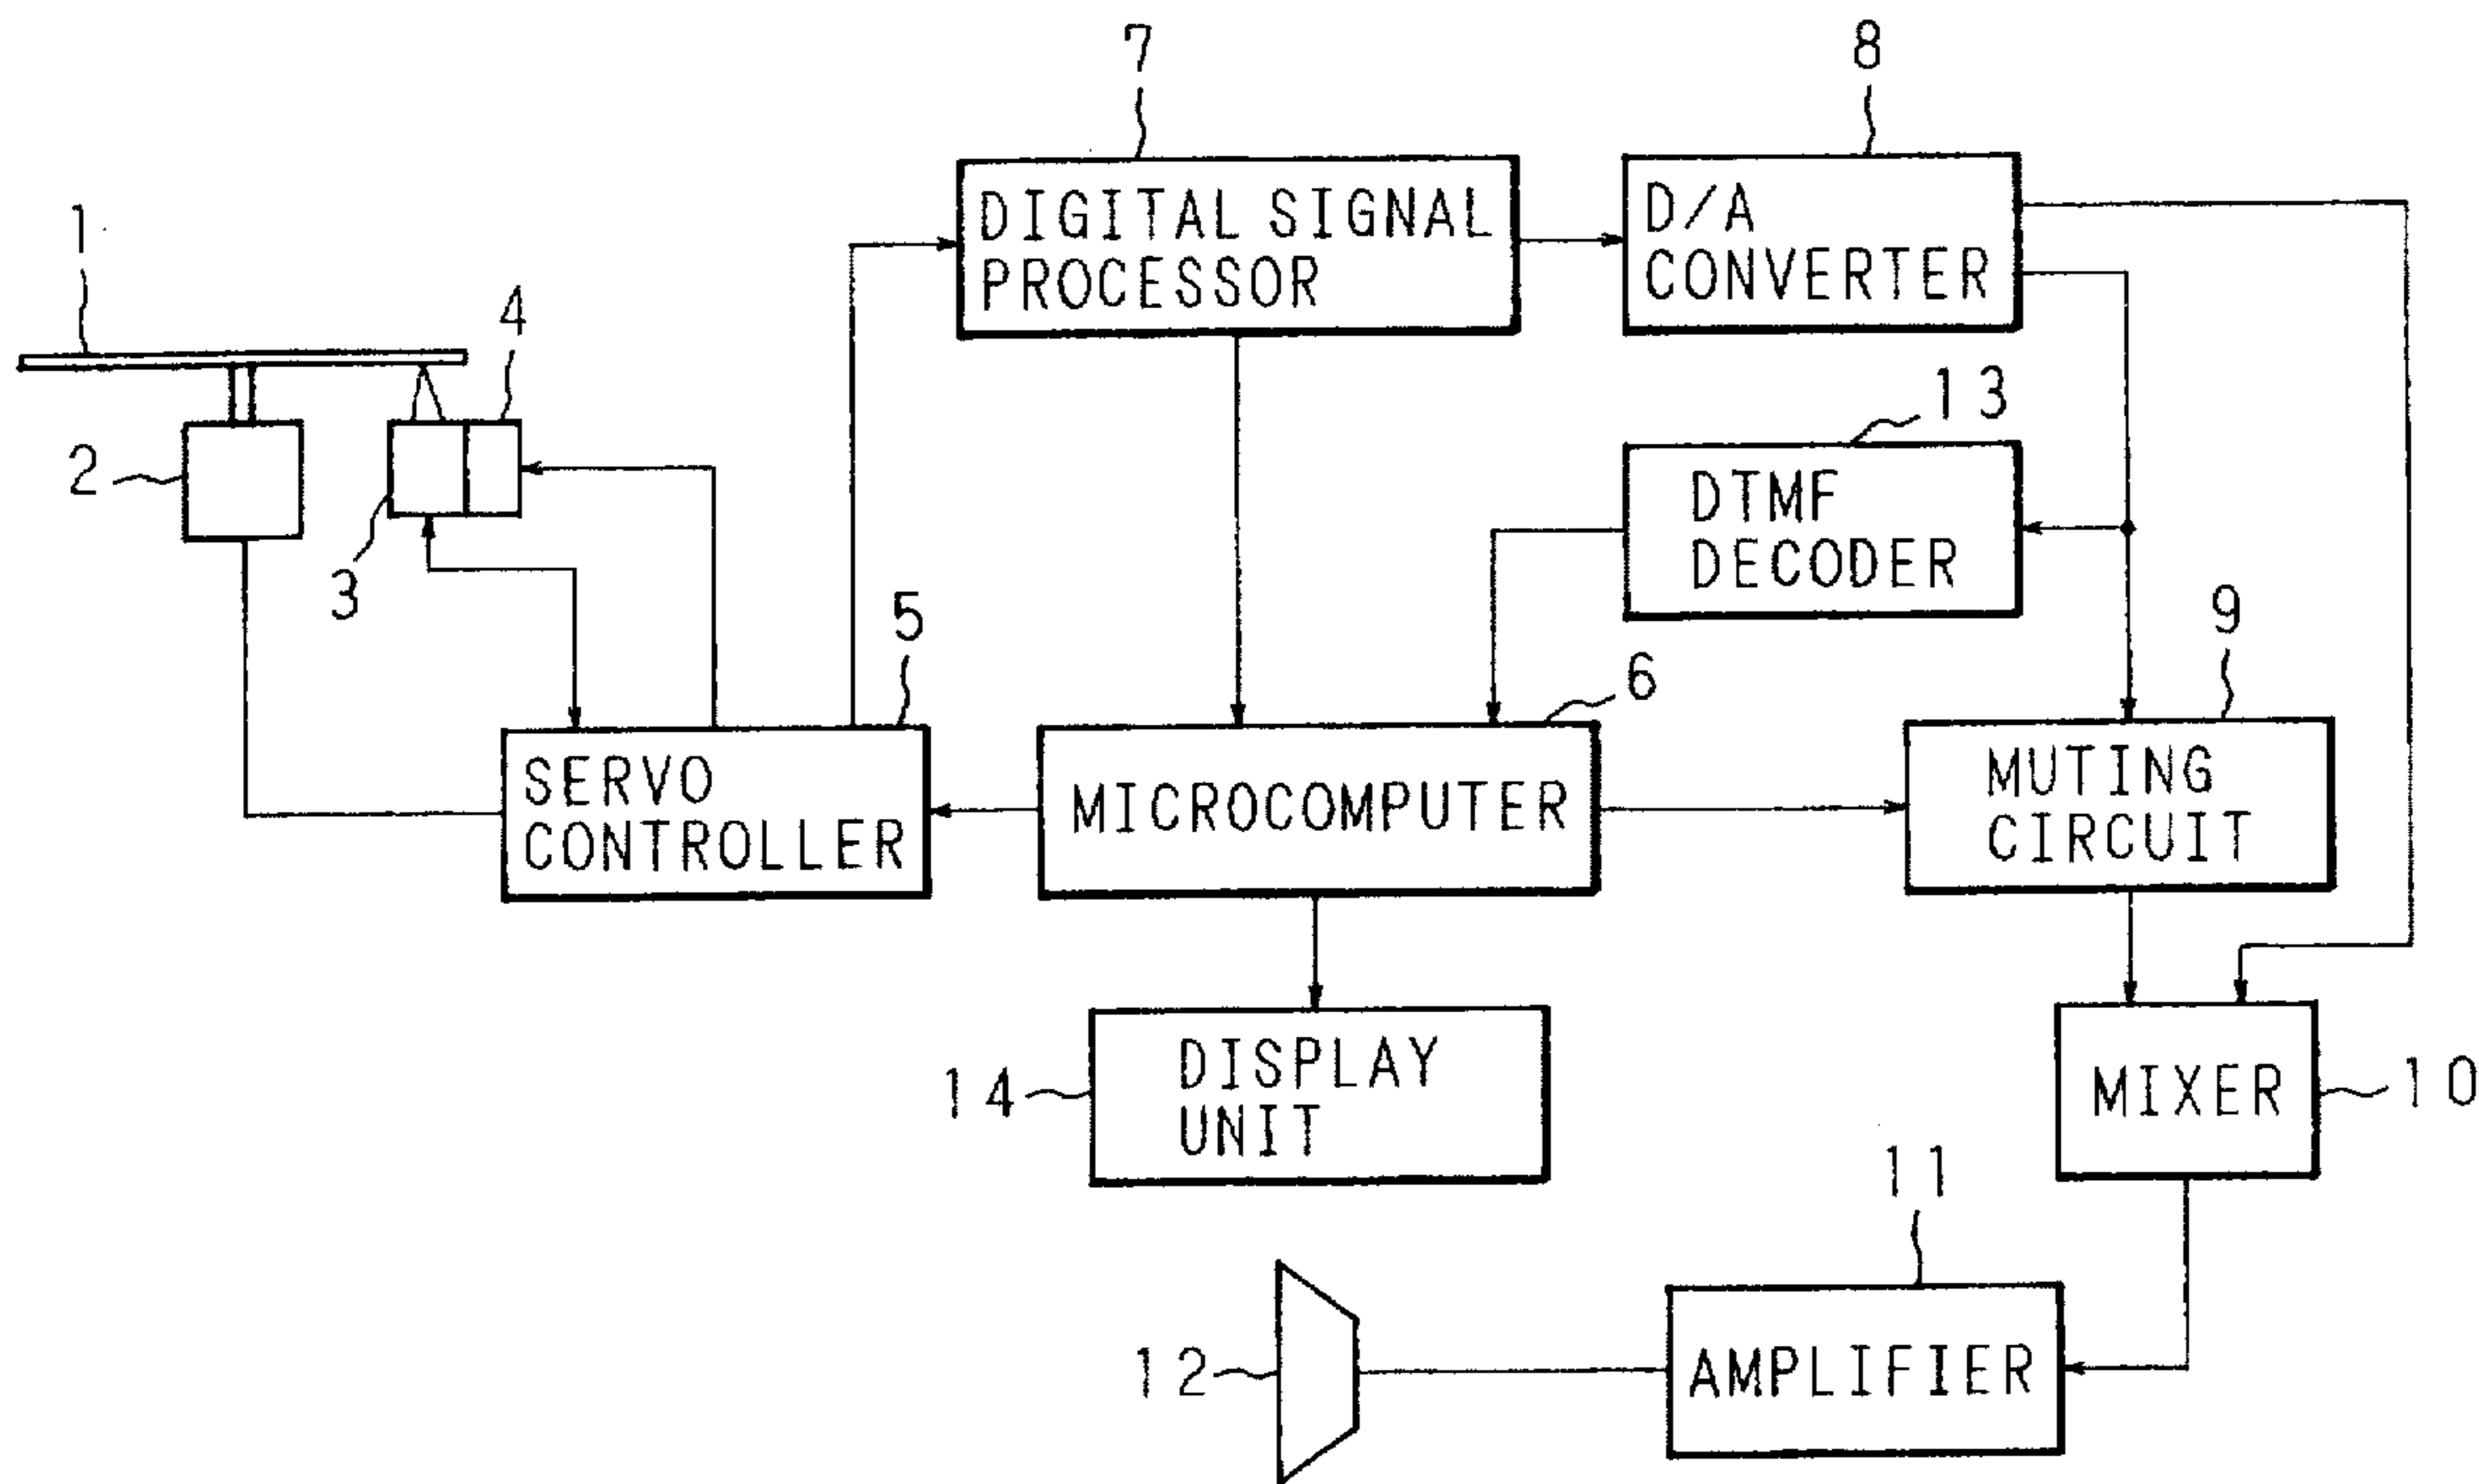 7
8
DIGITAL SIGNAL
PROCESSOR
D/A
CONVERTER
1
4
13
2
DTMF
DECODER
3
5
6
9
SERVO
CONTROLLER
MICROCOMPUTER
MUTING
CIRCUIT
14
DISPLAY
UNIT
MIXER
10
11
12
AMPLIFIER